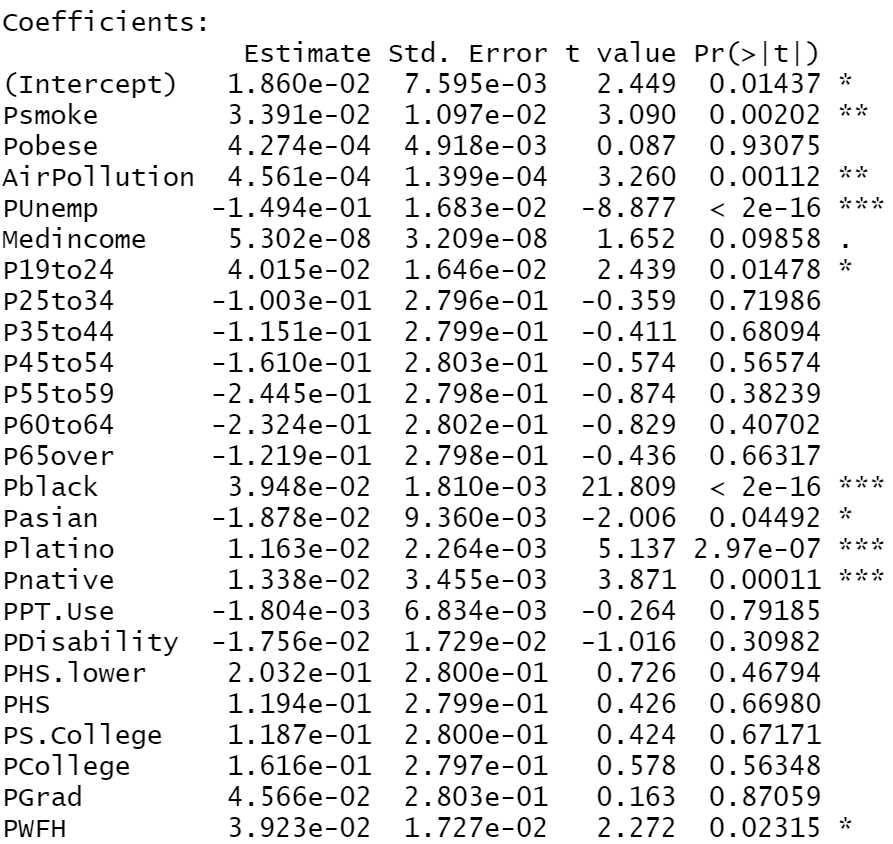 Coefficients:
Estimate Std. Error t value Pr(>|t|)
(Intercept) 1.860e-02 7.595e-03 2.449 0.01437 *
Psmoke 3.391e-02 1.097e-02 3.090 0.00202 **
Pobese 4.274e-04 4.918e-03 0.087 0.93075
AirPollution 4.561e-04 1.399e-04 3.260 0.00112 **
PUnemp -1.494e-01 1.683e-02 -8.877 < 2e-16 ***
Medincome 5.302e-08 3.209e-08 1.652 0.09858 .
P19to24 4.015e-02 1.646e-02 2.439 0.01478 *
P25to34 -1.003e-01 2.796e-01 -0.359 0.71986
P35to44 -1.151e-01 2.799e-01 -0.411 0.68094
P45to54 -1.610e-01 2.803e-01 -0.574 0.56574
P55to59 -2.445e-01 2.798e-01 -0.874 0.38239
P60to64 -2.324e-01 2.802e-01 -0.829 0.40702
P65over -1.219e-01 2.798e-01 -0.436 0.66317
Pblack 3.948e-02 1.810e-03 21.809 < 2e-16 ***
Pasian -1.878e-02 9.360e-03 -2.006 0.04492 *
Platino 1.163e-02 2.264e-03 5.137 2.97e-07 ***
Pnative 1.338e-02 3.455e-03 3.871 0.00011 ***
PPT.Use -1.804e-03 6.834e-03 -0.264 0.79185
PDisability -1.756e-02 1.729e-02 -1.016 0.30982
PHS.lower 2.032e-01 2.800e-01 0.726 0.46794
PHS 1.194e-01 2.799e-01 0.426 0.66980
PS.College 1.187e-01 2.800e-01 0.424 0.67171
PCollege 1.616e-01 2.797e-01 0.578 0.56348
PGrad 4.566e-02 2.803e-01 0.163 0.87059
PWFH 3.923e-02 1.727e-02 2.272 0.02315 *